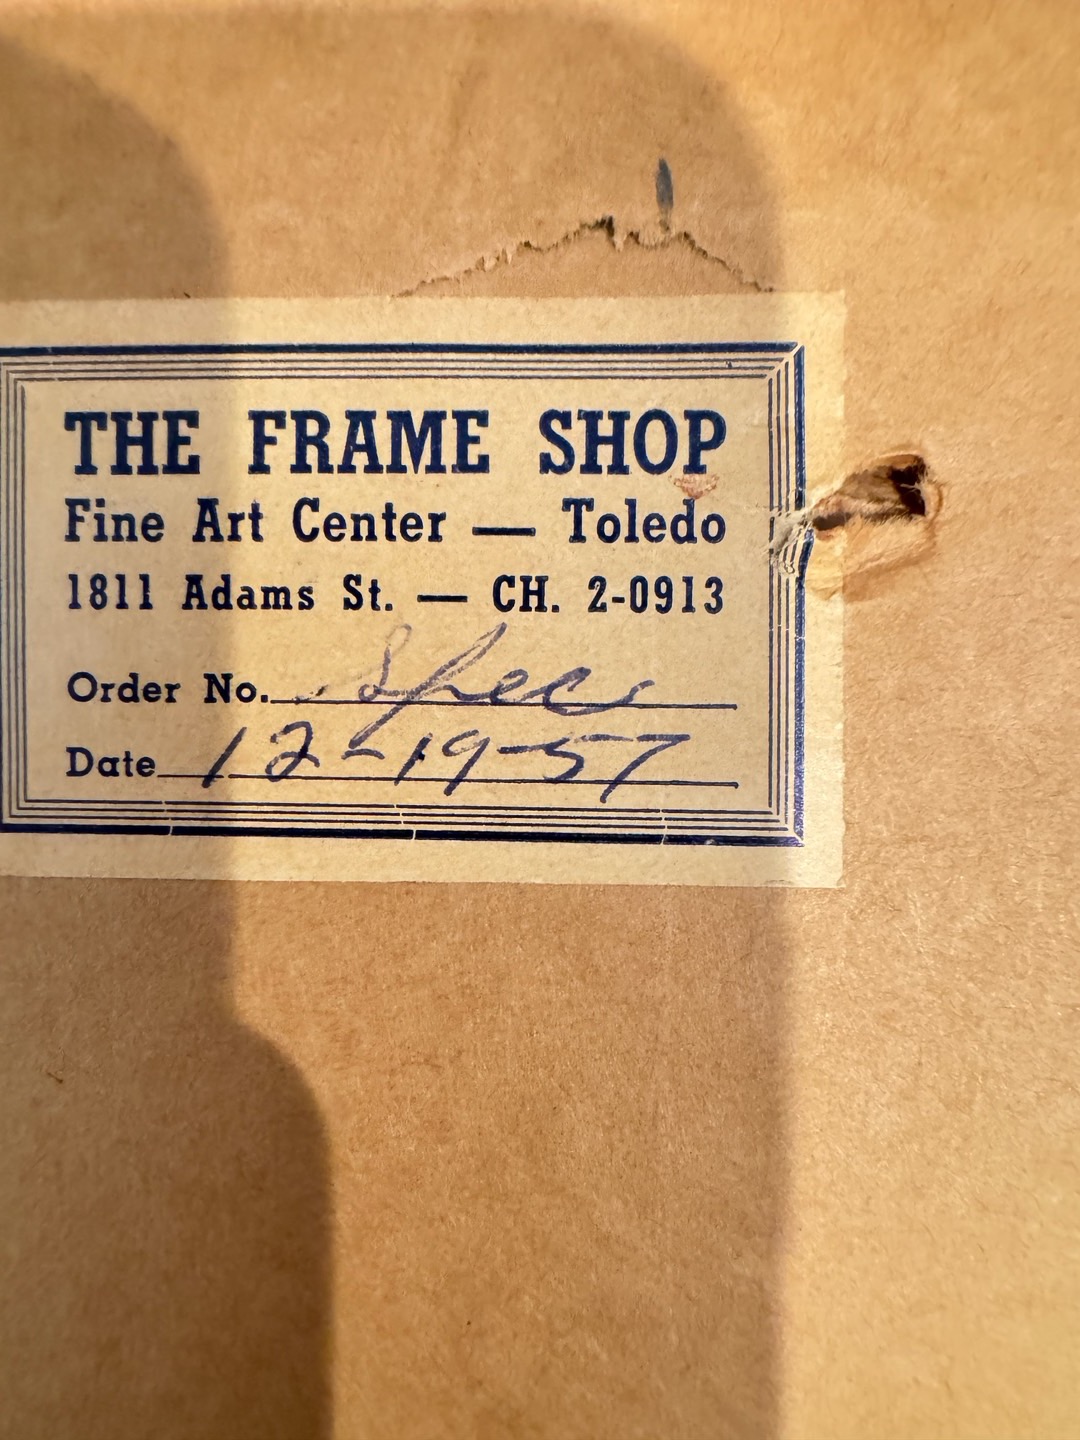 THE FRAME SHOP
Fine Art Center — Toledo
1811 Adams St. — CH. 2-0913
Order No. Spec
Date 12-19-57